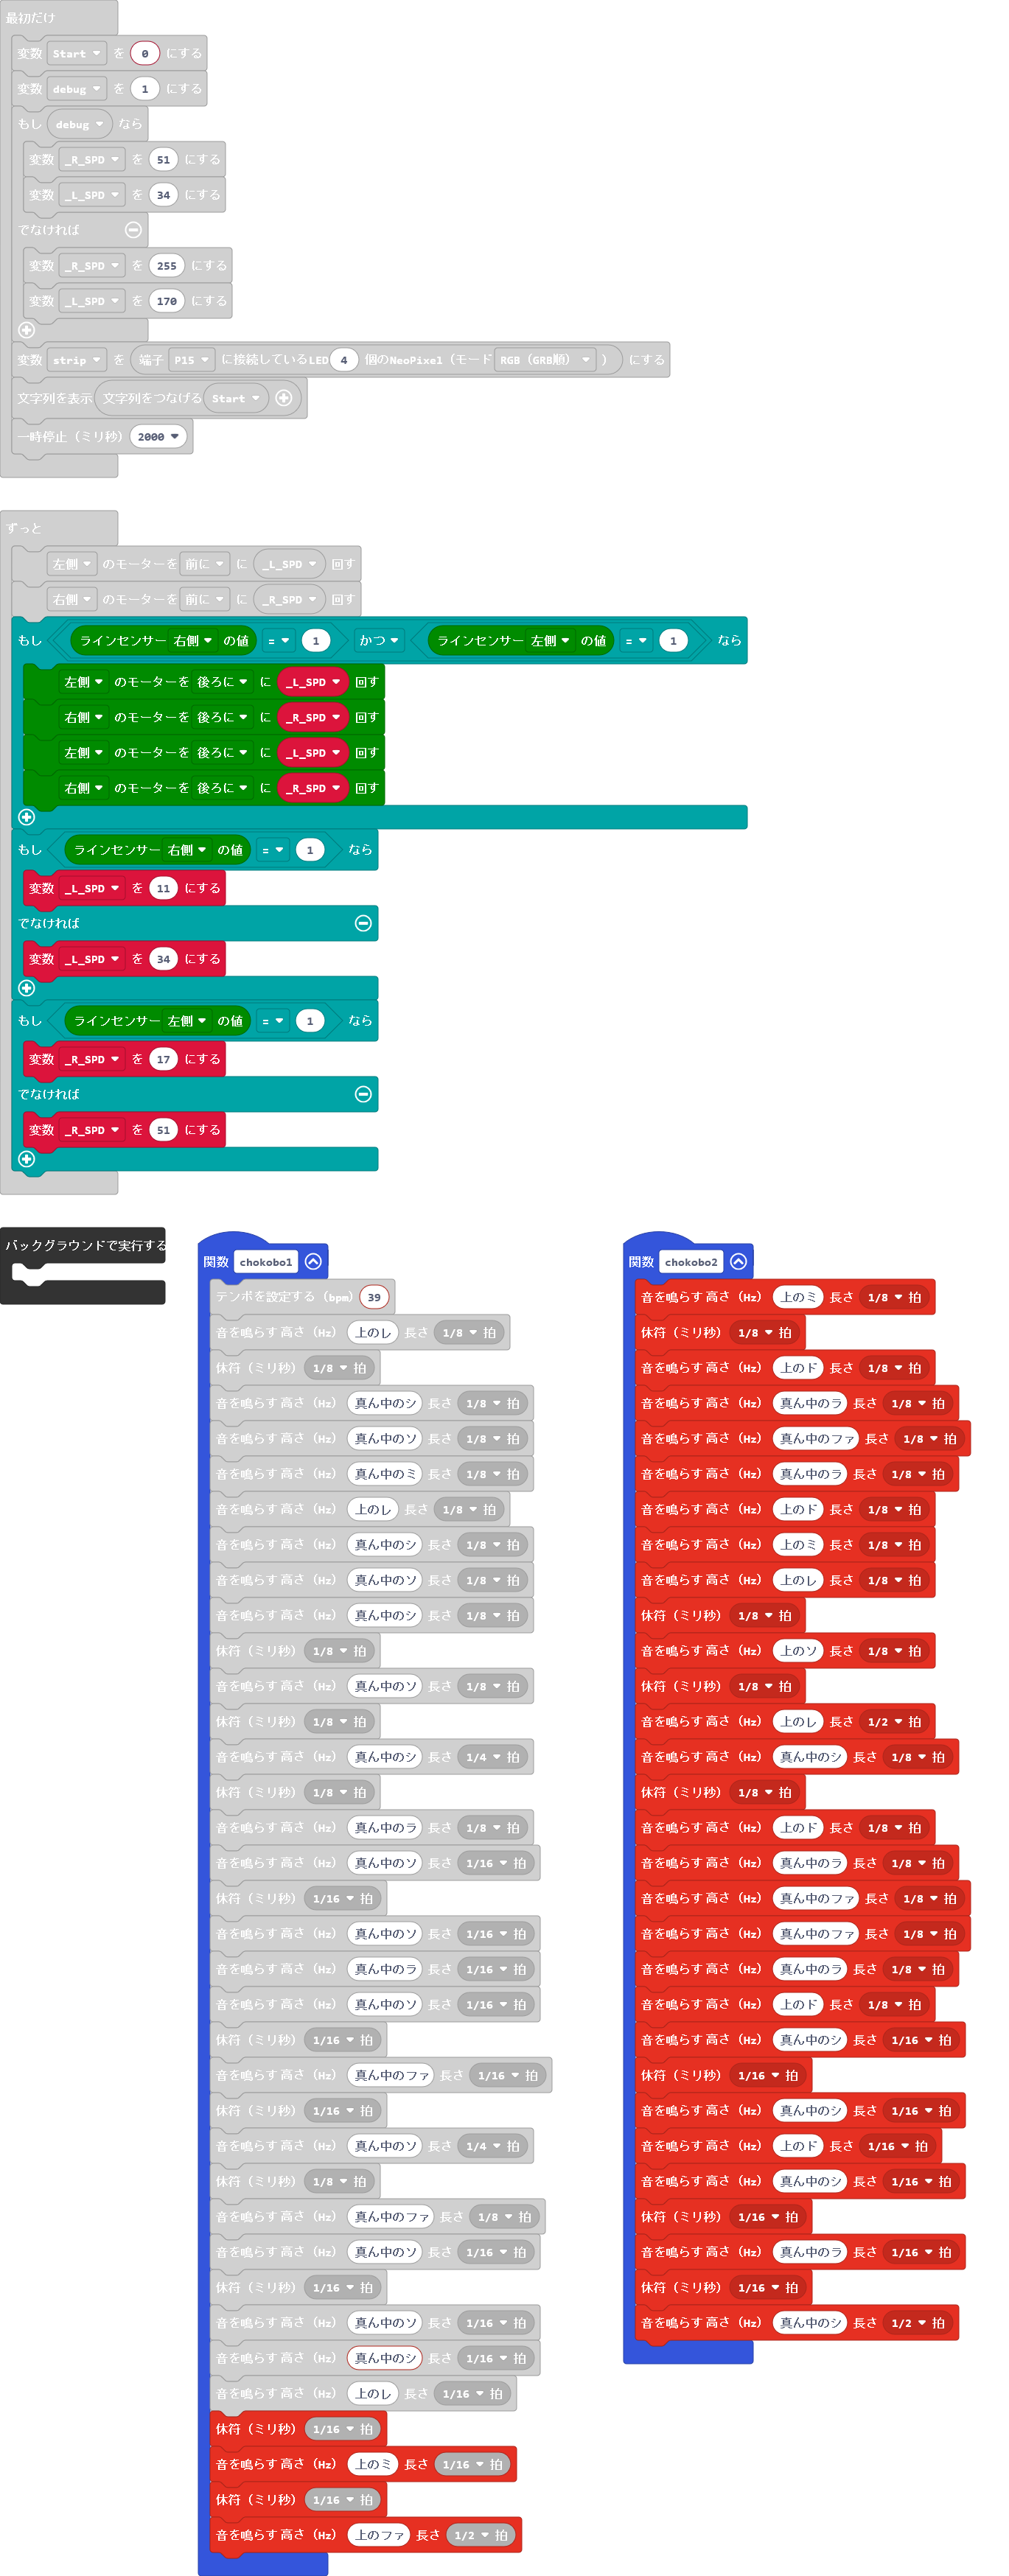 最初だけ
変数 Start を 0 にする
変数 debug を 1 にする
もし debug なら
変数 _R_SPD を 51 にする
変数 _L_SPD を 34 にする
でなければ
変数 _R_SPD を 255 にする
変数 _L_SPD を 170 にする
変数 strip を 端子 P15 に接続しているLED 4 個のNeoPixel（モード RGB（GRB順） ） にする
文字列を表示 文字列をつなげる Start
一時停止（ミリ秒） 2000
ずっと
左側 のモーターを 前に に _L_SPD 回す
右側 のモーターを 前に に _R_SPD 回す
もし ラインセンサー 右側 の値 = 1 かつ ラインセンサー 左側 の値 = 1 なら
左側 のモーターを 後ろに に _L_SPD 回す
右側 のモーターを 後ろに に _R_SPD 回す
左側 のモーターを 後ろに に _L_SPD 回す
右側 のモーターを 後ろに に _R_SPD 回す
もし ラインセンサー 右側 の値 = 1 なら
変数 _L_SPD を 11 にする
でなければ
変数 _L_SPD を 34 にする
もし ラインセンサー 左側 の値 = 1 なら
変数 _R_SPD を 17 にする
でなければ
変数 _R_SPD を 51 にする
バックグラウンドで実行する
関数 chokobo1
テンポを設定する（bpm） 39
音を鳴らす 高さ（Hz） 上のレ 長さ 1/8 拍
休符（ミリ秒） 1/8 拍
音を鳴らす 高さ（Hz） 真ん中のシ 長さ 1/8 拍
音を鳴らす 高さ（Hz） 真ん中のソ 長さ 1/8 拍
音を鳴らす 高さ（Hz） 真ん中のミ 長さ 1/8 拍
音を鳴らす 高さ（Hz） 上のレ 長さ 1/8 拍
音を鳴らす 高さ（Hz） 真ん中のシ 長さ 1/8 拍
音を鳴らす 高さ（Hz） 真ん中のソ 長さ 1/8 拍
音を鳴らす 高さ（Hz） 真ん中のシ 長さ 1/8 拍
休符（ミリ秒） 1/8 拍
音を鳴らす 高さ（Hz） 真ん中のソ 長さ 1/8 拍
休符（ミリ秒） 1/8 拍
音を鳴らす 高さ（Hz） 真ん中のシ 長さ 1/4 拍
休符（ミリ秒） 1/8 拍
音を鳴らす 高さ（Hz） 真ん中のラ 長さ 1/8 拍
音を鳴らす 高さ（Hz） 真ん中のソ 長さ 1/16 拍
休符（ミリ秒） 1/16 拍
音を鳴らす 高さ（Hz） 真ん中のソ 長さ 1/16 拍
音を鳴らす 高さ（Hz） 真ん中のラ 長さ 1/16 拍
音を鳴らす 高さ（Hz） 真ん中のソ 長さ 1/16 拍
休符（ミリ秒） 1/16 拍
音を鳴らす 高さ（Hz） 真ん中のファ 長さ 1/16 拍
休符（ミリ秒） 1/16 拍
音を鳴らす 高さ（Hz） 真ん中のソ 長さ 1/4 拍
休符（ミリ秒） 1/8 拍
音を鳴らす 高さ（Hz） 真ん中のファ 長さ 1/8 拍
音を鳴らす 高さ（Hz） 真ん中のソ 長さ 1/16 拍
休符（ミリ秒） 1/16 拍
音を鳴らす 高さ（Hz） 真ん中のソ 長さ 1/16 拍
音を鳴らす 高さ（Hz） 真ん中のシ 長さ 1/16 拍
音を鳴らす 高さ（Hz） 上のレ 長さ 1/16 拍
休符（ミリ秒） 1/16 拍
音を鳴らす 高さ（Hz） 上のミ 長さ 1/16 拍
休符（ミリ秒） 1/16 拍
音を鳴らす 高さ（Hz） 上のファ 長さ 1/2 拍
関数 chokobo2
音を鳴らす 高さ（Hz） 上のミ 長さ 1/8 拍
休符（ミリ秒） 1/8 拍
音を鳴らす 高さ（Hz） 上のド 長さ 1/8 拍
音を鳴らす 高さ（Hz） 真ん中のラ 長さ 1/8 拍
音を鳴らす 高さ（Hz） 真ん中のファ 長さ 1/8 拍
音を鳴らす 高さ（Hz） 真ん中のラ 長さ 1/8 拍
音を鳴らす 高さ（Hz） 上のド 長さ 1/8 拍
音を鳴らす 高さ（Hz） 上のミ 長さ 1/8 拍
音を鳴らす 高さ（Hz） 上のレ 長さ 1/8 拍
休符（ミリ秒） 1/8 拍
音を鳴らす 高さ（Hz） 上のソ 長さ 1/8 拍
休符（ミリ秒） 1/8 拍
音を鳴らす 高さ（Hz） 上のレ 長さ 1/2 拍
音を鳴らす 高さ（Hz） 真ん中のシ 長さ 1/8 拍
休符（ミリ秒） 1/8 拍
音を鳴らす 高さ（Hz） 上のド 長さ 1/8 拍
音を鳴らす 高さ（Hz） 真ん中のラ 長さ 1/8 拍
音を鳴らす 高さ（Hz） 真ん中のファ 長さ 1/8 拍
音を鳴らす 高さ（Hz） 真ん中のファ 長さ 1/8 拍
音を鳴らす 高さ（Hz） 真ん中のラ 長さ 1/8 拍
音を鳴らす 高さ（Hz） 上のド 長さ 1/8 拍
音を鳴らす 高さ（Hz） 真ん中のシ 長さ 1/16 拍
休符（ミリ秒） 1/16 拍
音を鳴らす 高さ（Hz） 真ん中のシ 長さ 1/16 拍
音を鳴らす 高さ（Hz） 上のド 長さ 1/16 拍
音を鳴らす 高さ（Hz） 真ん中のシ 長さ 1/16 拍
休符（ミリ秒） 1/16 拍
音を鳴らす 高さ（Hz） 真ん中のラ 長さ 1/16 拍
休符（ミリ秒） 1/16 拍
音を鳴らす 高さ（Hz） 真ん中のシ 長さ 1/2 拍